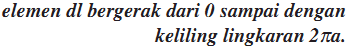 elemen dl bergerak dari 0 sampai dengan
keliling lingkaran 2πa.